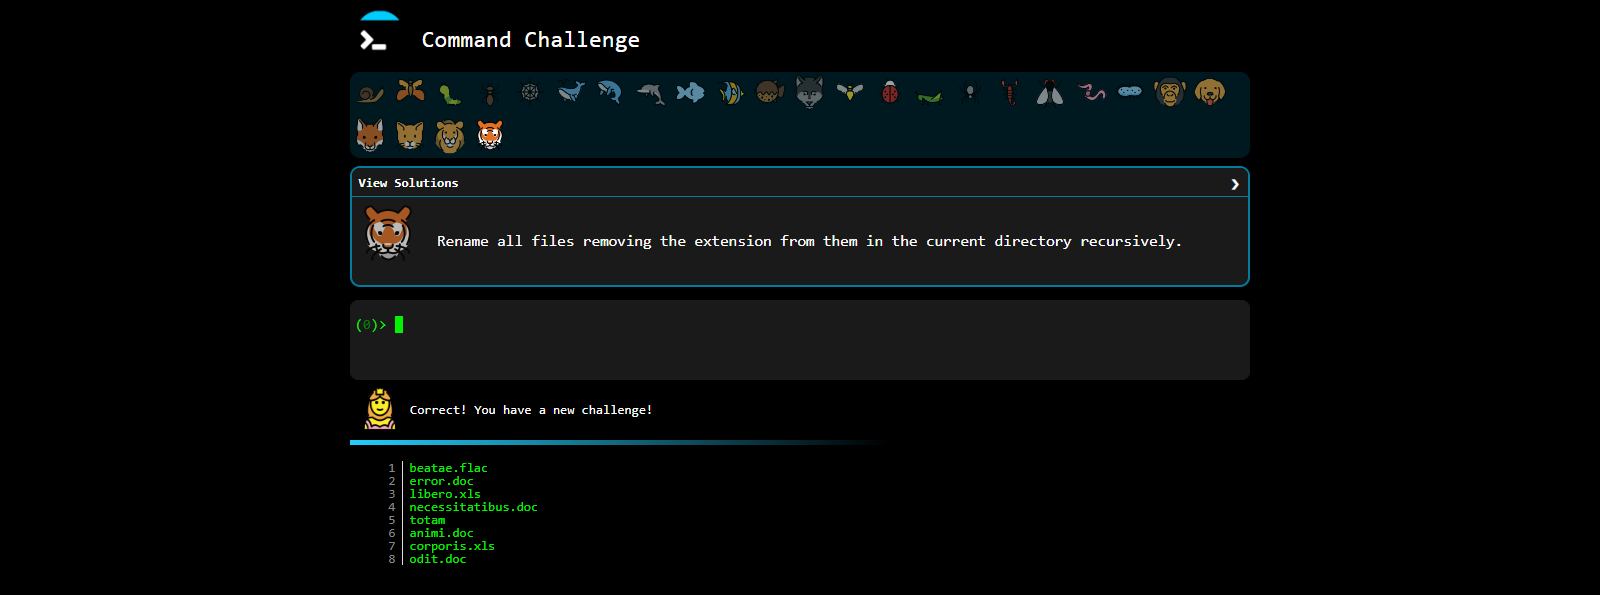 Command Challenge
View Solutions
Rename all files removing the extension from them in the current directory recursively.
(0)>
Correct! You have a new challenge!
1 beatae.flac
2 error.doc
3 libero.xls
4 necessitatibus.doc
5 totam
6 animi.doc
7 corporis.xls
8 odit.doc